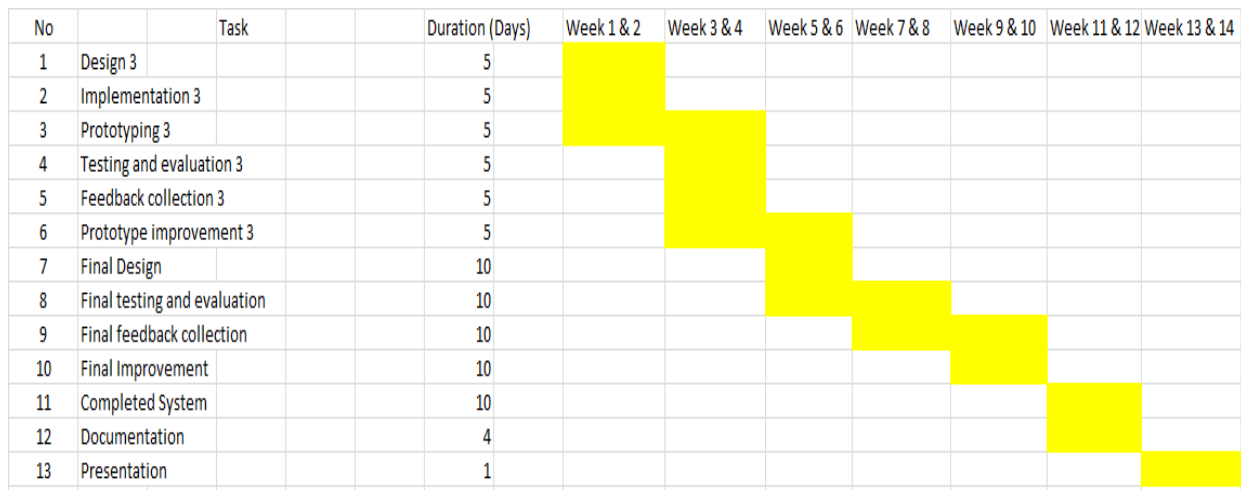 No Task Duration (Days) Week 1 & 2 Week 3 & 4 Week 5 & 6 Week 7 & 8 Week 9 & 10 Week 11 & 12 Week 13 & 14
1 Design 3 5
2 Implementation 3 5
3 Prototyping 3 5
4 Testing and evaluation 3 5
5 Feedback collection 3 5
6 Prototype improvement 3 5
7 Final Design 10
8 Final testing and evaluation 10
9 Final feedback collection 10
10 Final Improvement 10
11 Completed System 10
12 Documentation 4
13 Presentation 1